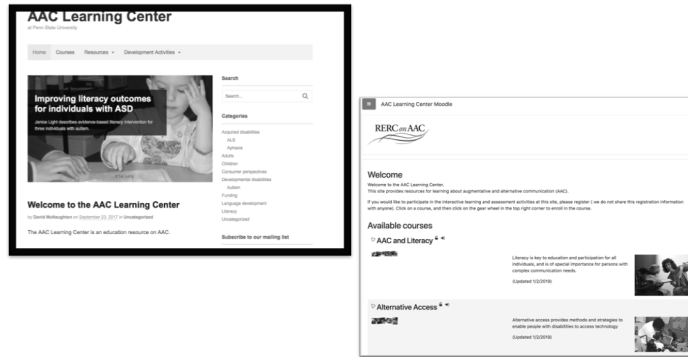 AAC Learning Center
at Penn State University
Home Courses Resources Development Activities
Improving literacy outcomes
for individuals with ASD
Janice Light describes evidence-based literacy intervention for
three individuals with autism.
Welcome to the AAC Learning Center
by David McNaughton on September 23, 2017 in Uncategorized
The AAC Learning Center is an education resource on AAC.
Search
Search...
Categories
Acquired disabilities
ALS
Aphasia
Adults
Children
Consumer perspectives
Developmental disabilities
Autism
Funding
Language development
Literacy
Uncategorized
Subscribe to our mailing list
AAC Learning Center Moodle
RERC on AAC
Welcome
Welcome to the AAC Learning Center.
This site provides resources for learning about augmentative and alternative communication (AAC).
If you would like to participate in the interactive learning and assessment activities at this site, please register ( we do not share this registration information
with anyone). Click on a course, and then click on the gear wheel in the top right corner to enroll in the course.
Available courses
AAC and Literacy
Literacy is key to education and participation for all
individuals, and is of special importance for persons with
complex communication needs.
(Updated 1/2/2019)
Alternative Access
Alternative access provides methods and strategies to
enable people with disabilities to access technology
(Updated 1/2/2019)